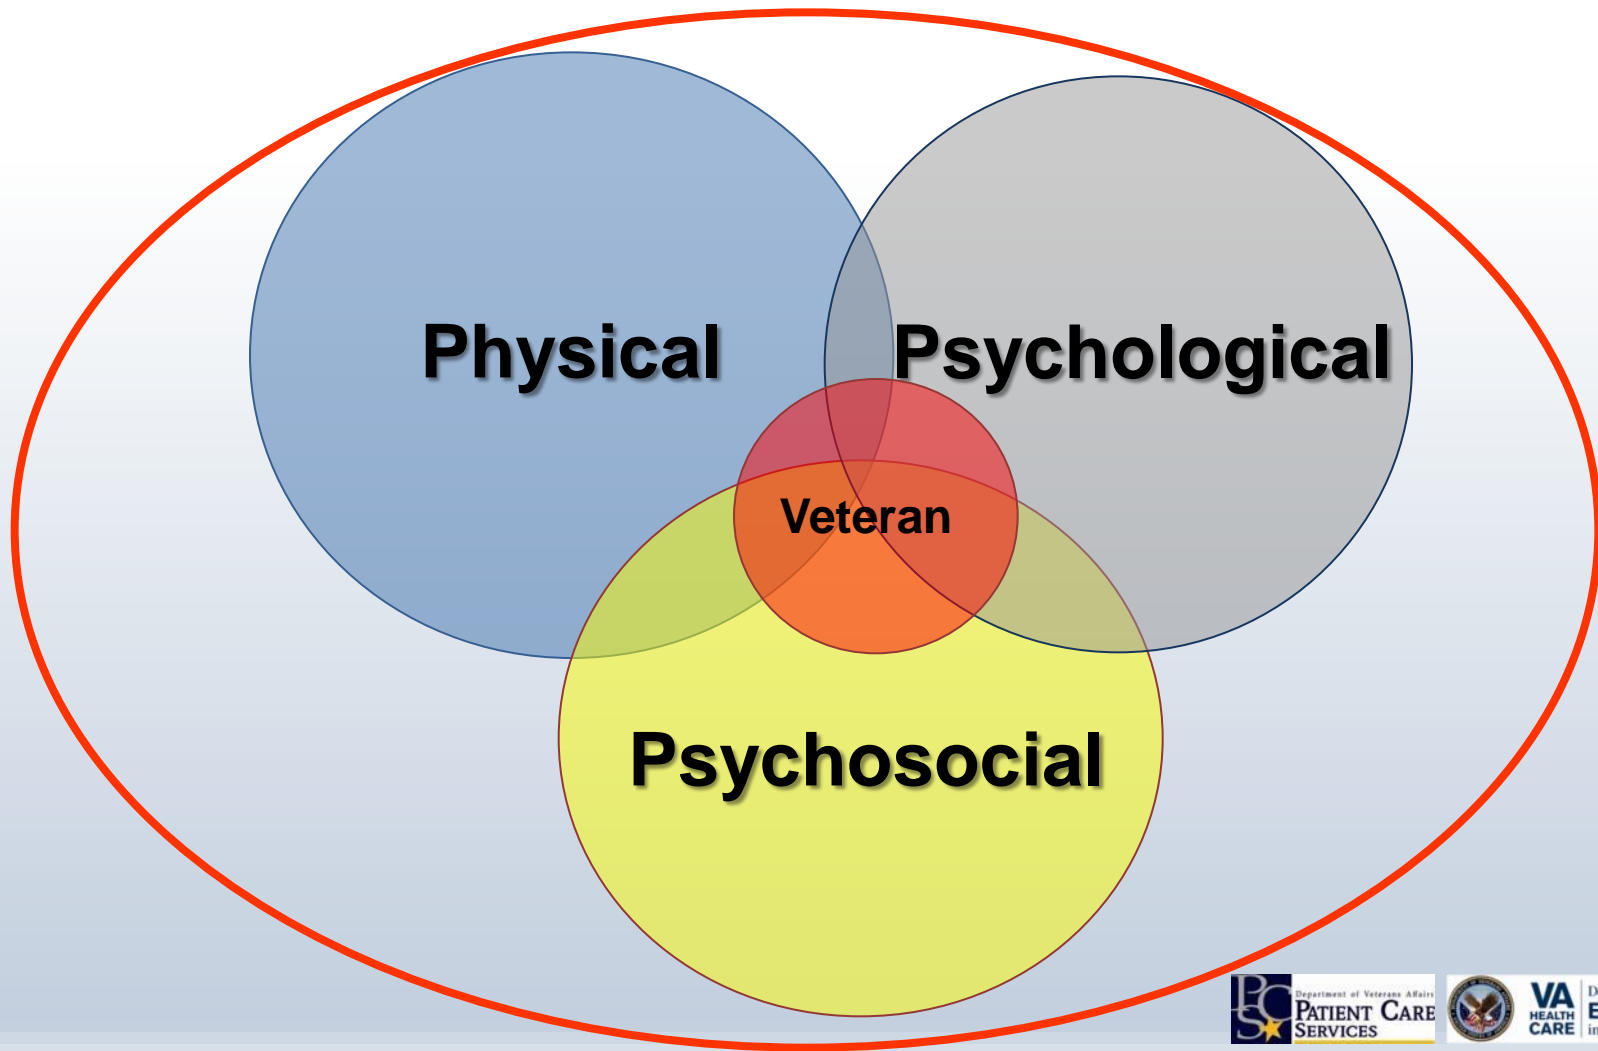 Physical
Psychological
Veteran
Psychosocial
Department of Veterans Affairs
PATIENT CARE
SERVICES
VA
HEALTH
CARE